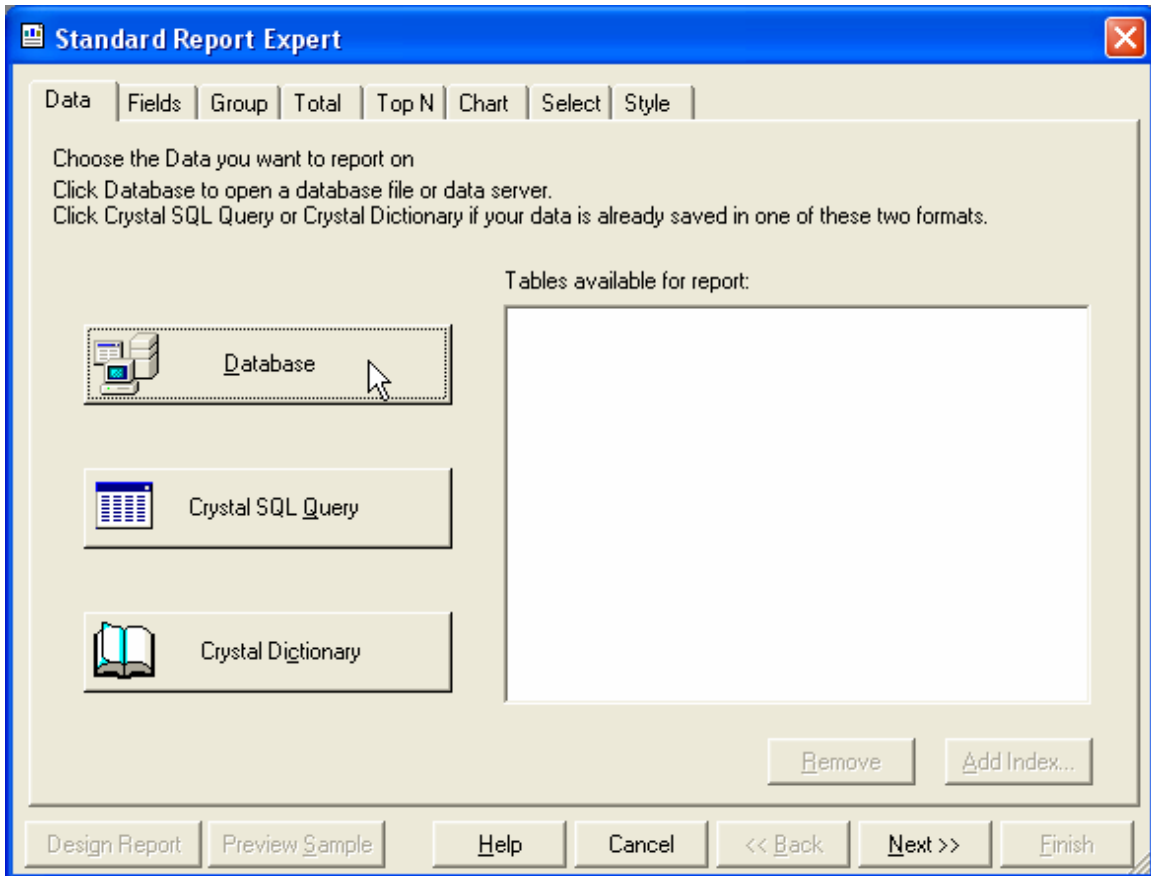 Standard Report Expert
Data Fields Group Total Top N Chart Select Style
Choose the Data you want to report on
Click Database to open a database file or data server.
Click Crystal SQL Query or Crystal Dictionary if your data is already saved in one of these two formats.
Tables available for report:
Database
Crystal SQL Query
Crystal Dictionary
Remove Add Index...
Design Report Preview Sample Help Cancel << Back Next >> Finish